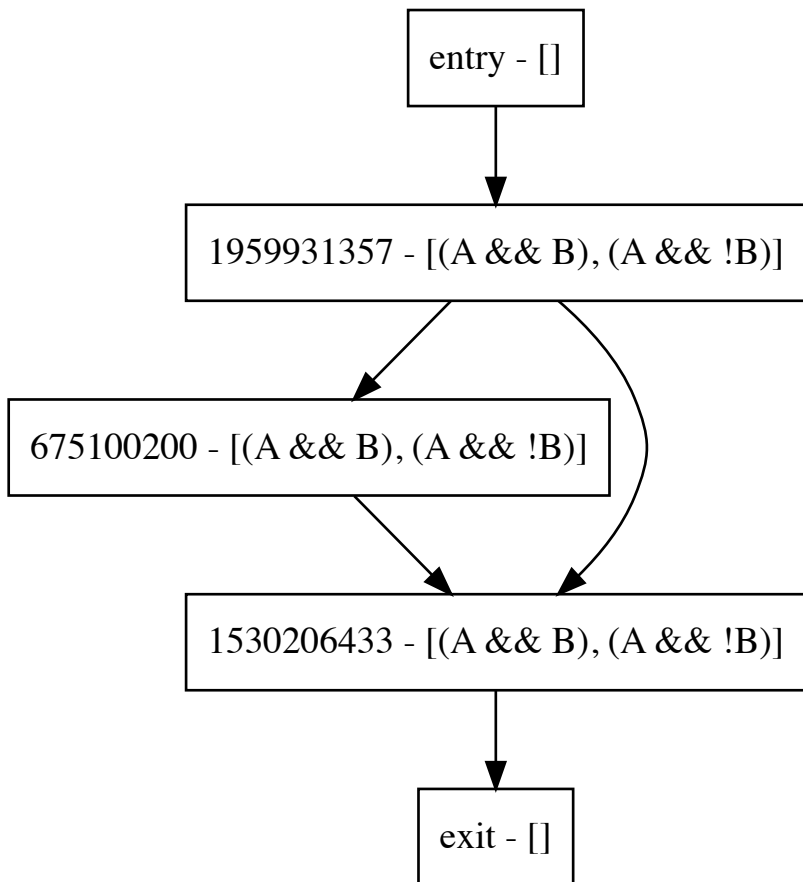 entry - []
1959931357 - [(A && B), (A && !B)]
675100200 - [(A && B), (A && !B)]
1530206433 - [(A && B), (A && !B)]
exit - []